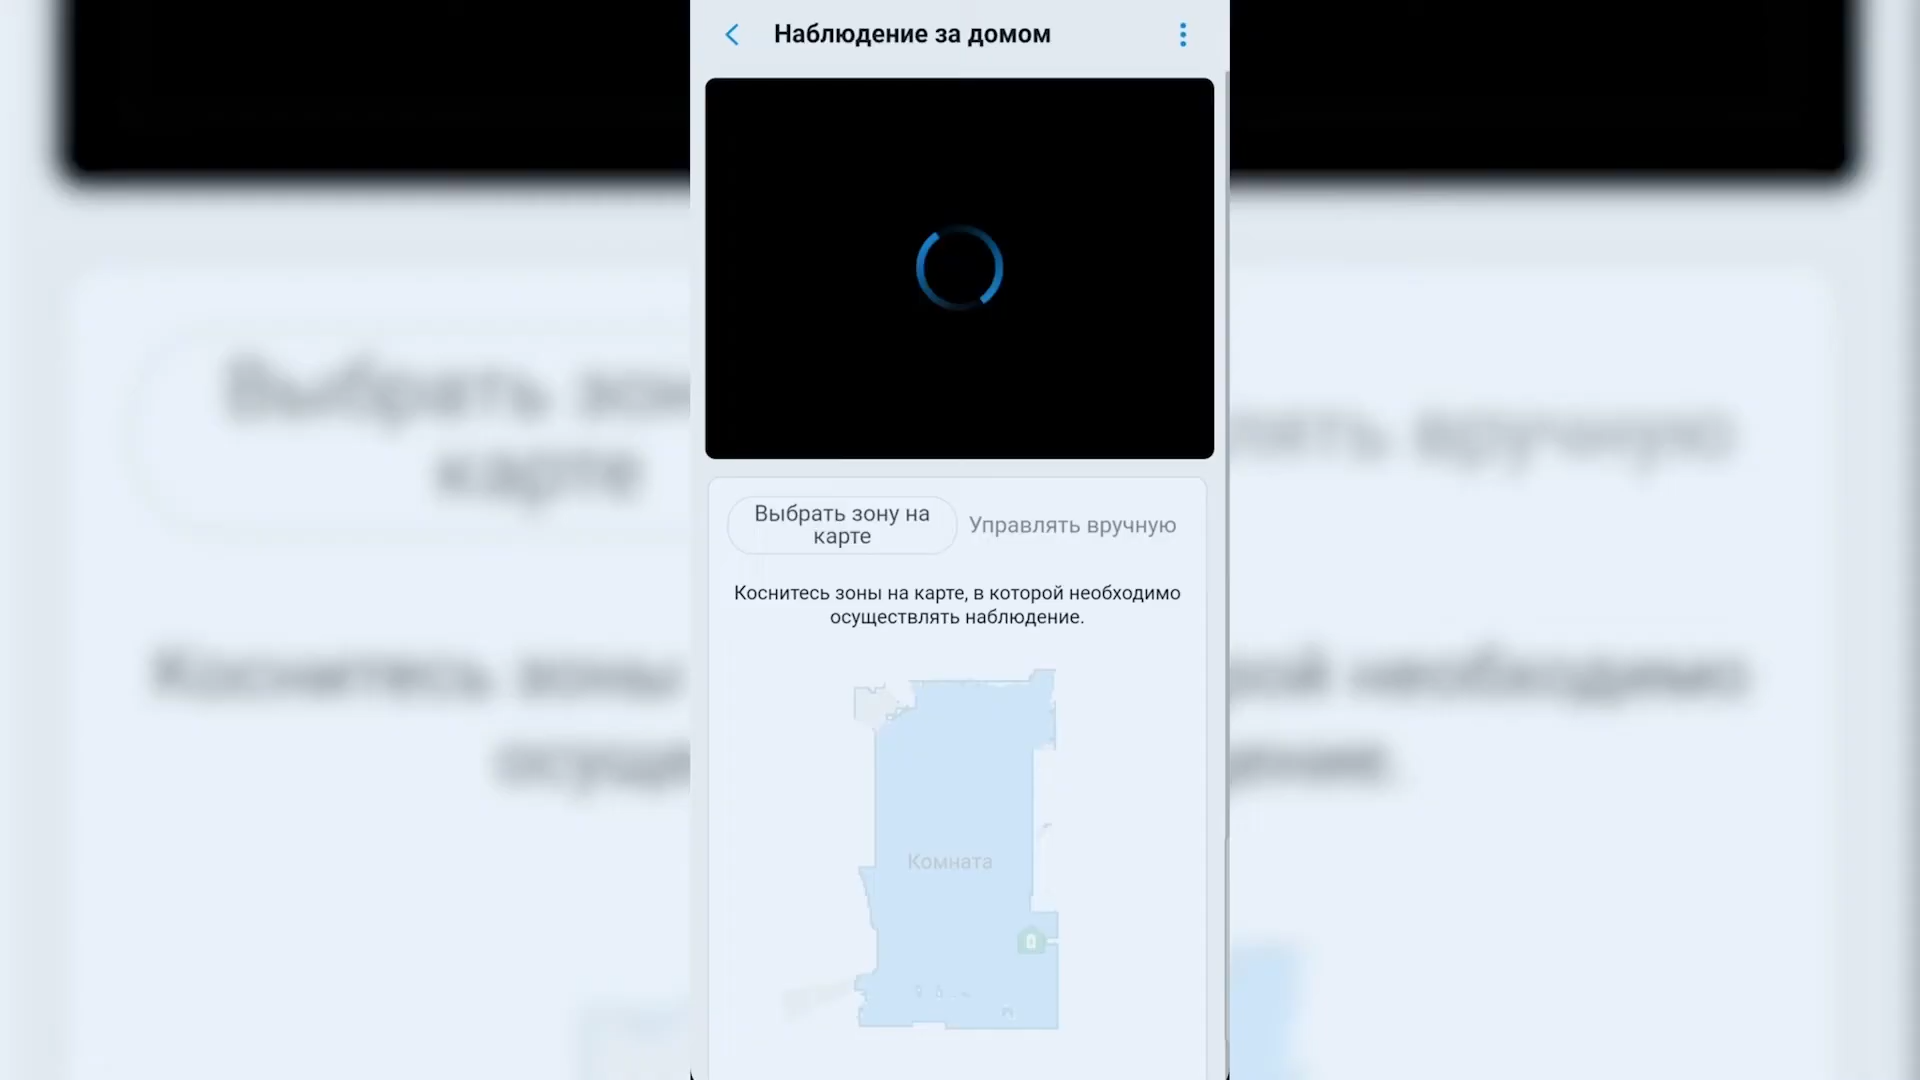 Наблюдение за домом
Выбрать зону на
карте
Управлять вручную
Коснитесь зоны на карте, в которой необходимо
осуществлять наблюдение.
Комната